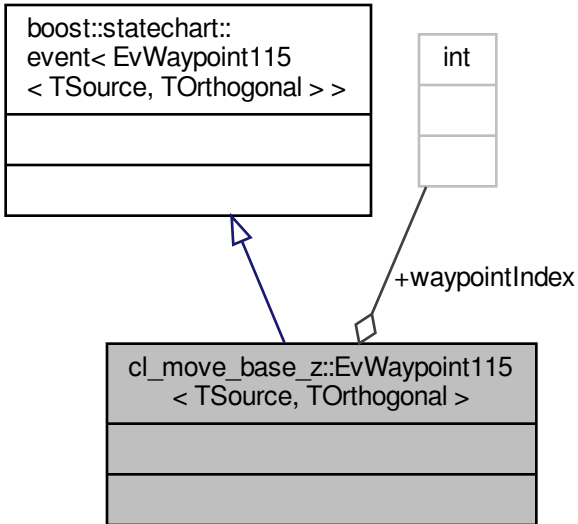 boost::statechart::
event< EvWaypoint115
< TSource, TOrthogonal > >
int
+waypointIndex
cl_move_base_z::EvWaypoint115
< TSource, TOrthogonal >